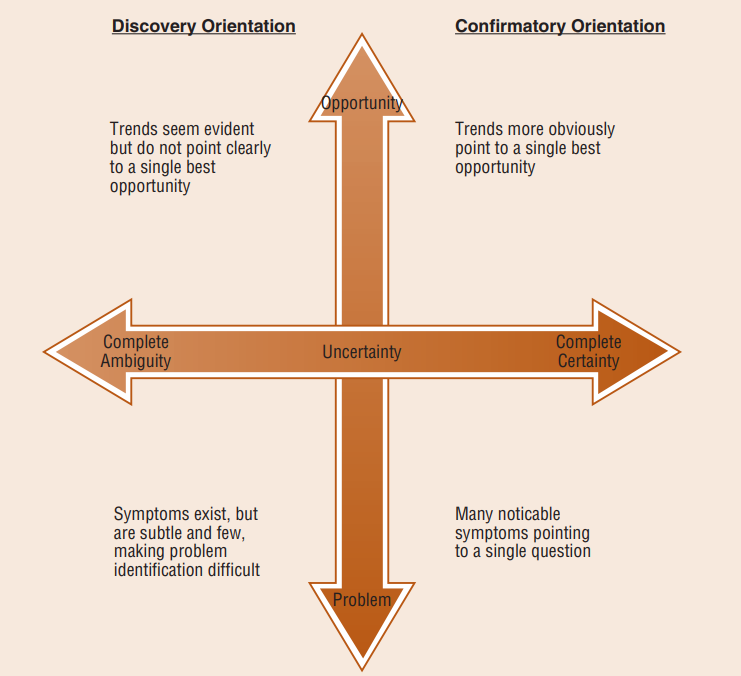 Discovery Orientation
Confirmatory Orientation
Opportunity
Trends seem evident
but do not point clearly
to a single best
opportunity
Trends more obviously
point to a single best
opportunity
Complete
Ambiguity
Uncertainty
Complete
Certainty
Symptoms exist, but
are subtle and few,
making problem
identification difficult
Many noticable
symptoms pointing
to a single question
Problem